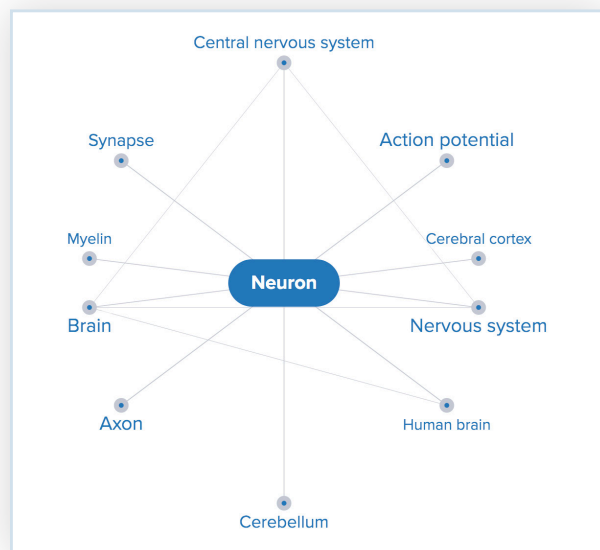 Central nervous system
Synapse
Action potential
Myelin
Cerebral cortex
Neuron
Brain
Nervous system
Axon
Human brain
Cerebellum